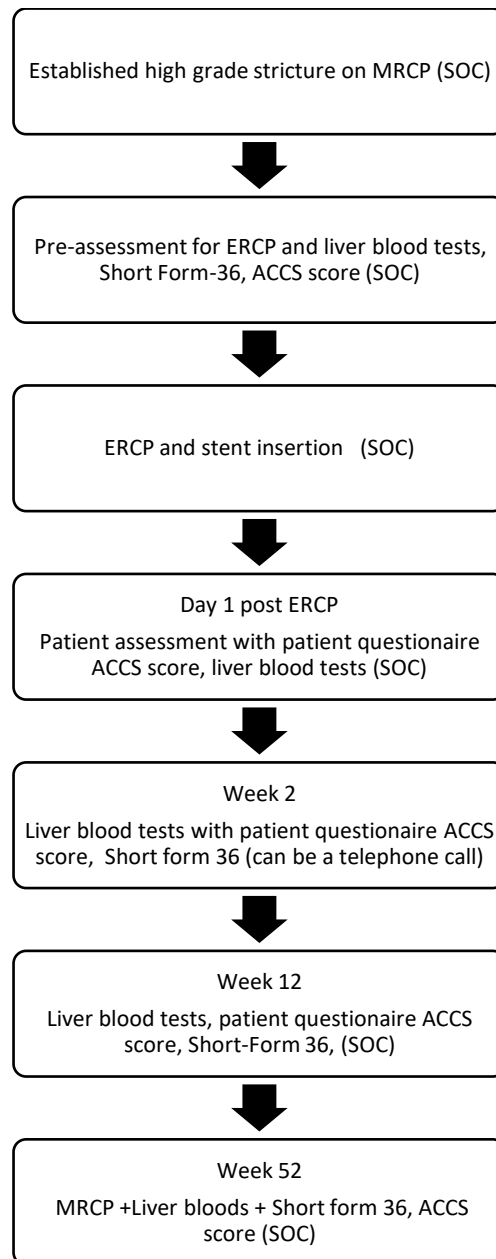 Established high grade stricture on MRCP (SOC)
Pre-assessment for ERCP and liver blood tests,
Short Form-36, ACCS score (SOC)
ERCP and stent insertion (SOC)
Day 1 post ERCP
Patient assessment with patient questionaire
ACCS score, liver blood tests (SOC)
Week 2
Liver blood tests with patient questionaire ACCS
score, Short form 36 (can be a telephone call)
Week 12
Liver blood tests, patient questionaire ACCS
score, Short-Form 36, (SOC)
Week 52
MRCP +Liver bloods + Short form 36, ACCS
score (SOC)